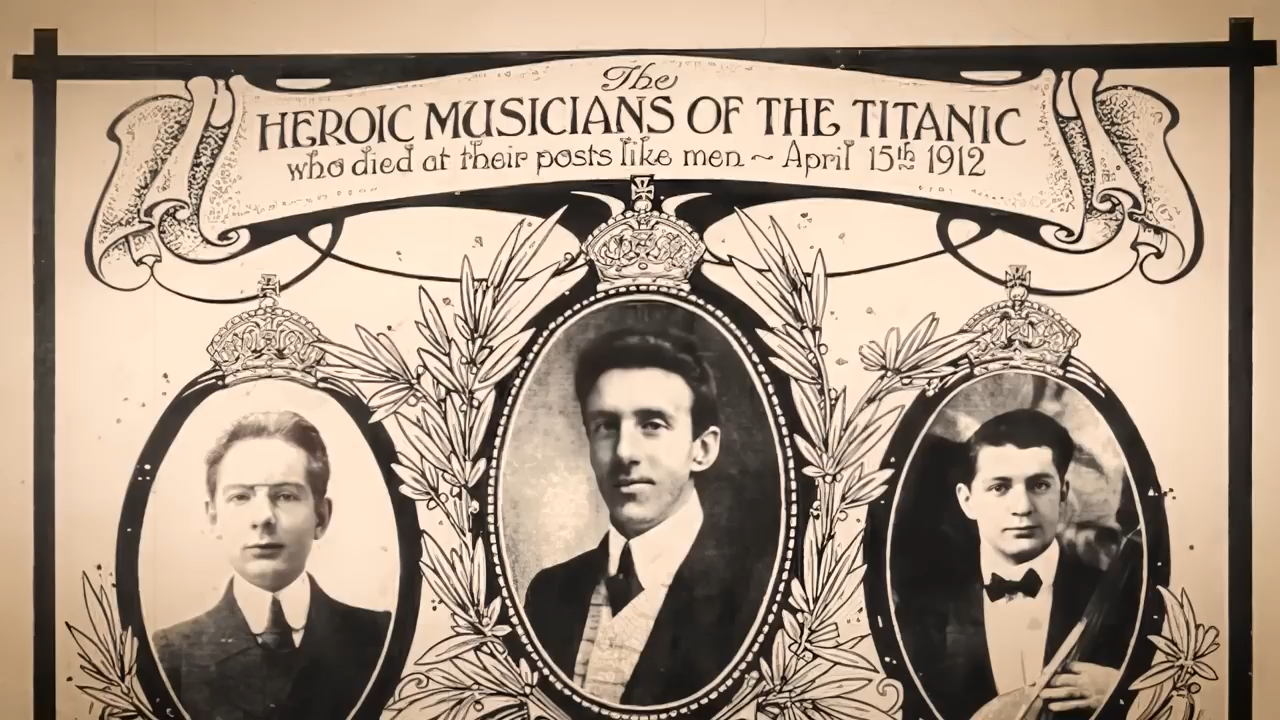 The
HEROIC MUSICIANS OF THE TITANIC
who died at their posts like men ~ April 15th 1912